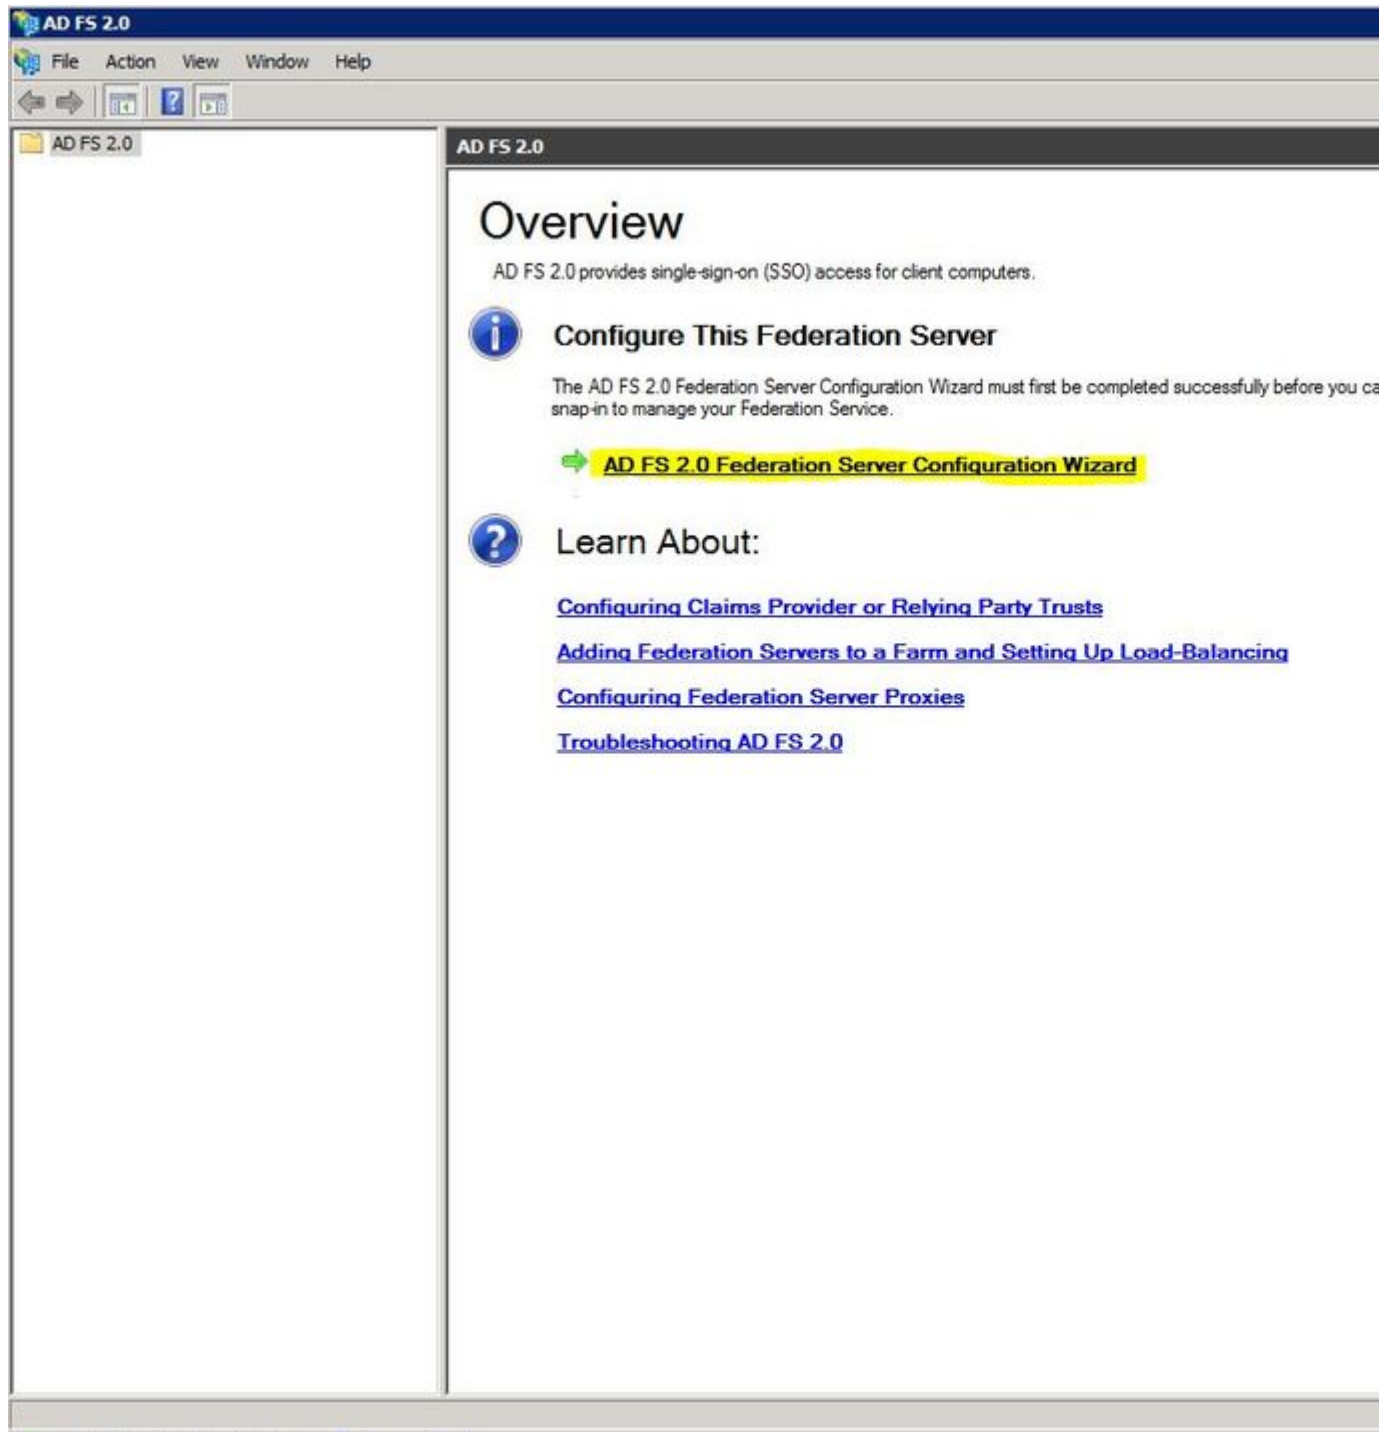 AD FS 2.0
File Action View Window Help
AD FS 2.0
AD FS 2.0
Overview
AD FS 2.0 provides single-sign-on (SSO) access for client computers.
Configure This Federation Server
The AD FS 2.0 Federation Server Configuration Wizard must first be completed successfully before you ca
snap-in to manage your Federation Service.
AD FS 2.0 Federation Server Configuration Wizard
Learn About:
Configuring Claims Provider or Relying Party Trusts
Adding Federation Servers to a Farm and Setting Up Load-Balancing
Configuring Federation Server Proxies
Troubleshooting AD FS 2.0